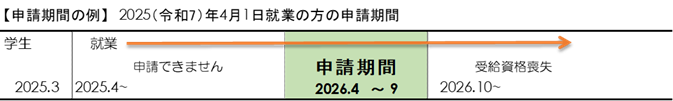 【申請期間の例】 2025（令和7）年4月1日就業の方の申請期間
学生 就業
申請できません 申請期間 受給資格喪失
2025.3 2025.4~ 2026.4 ～ 9 2026.10~